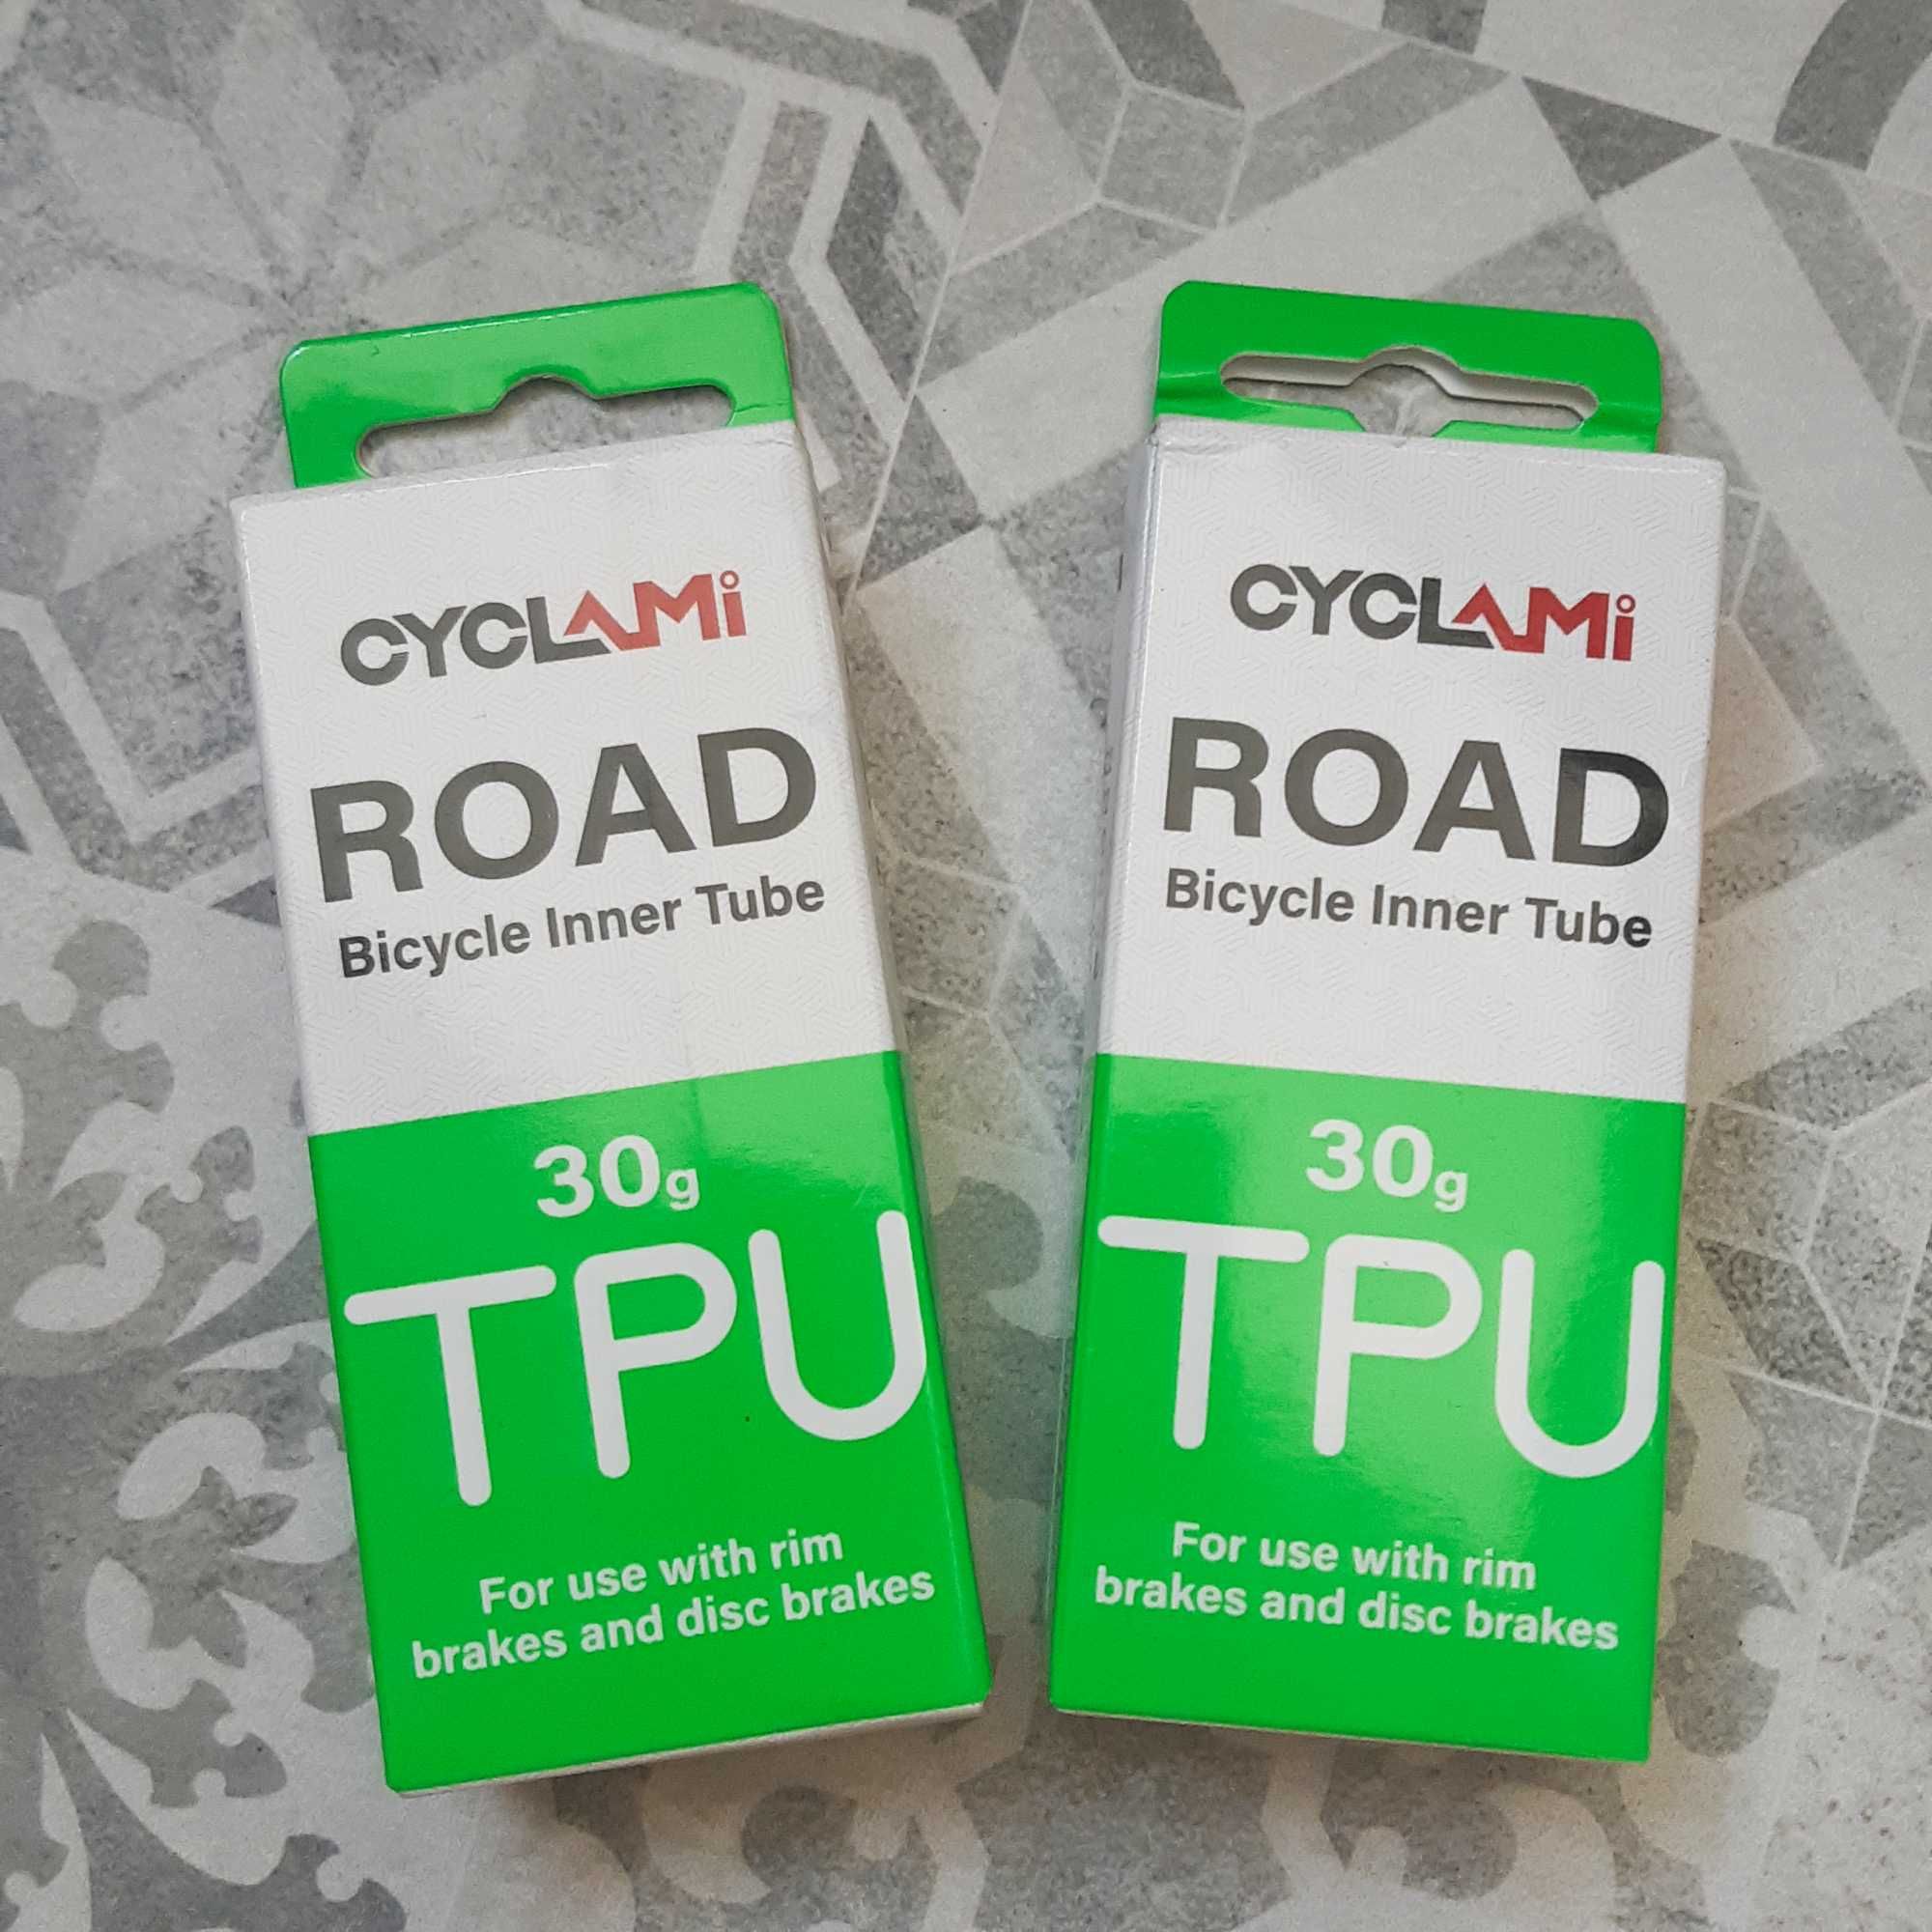 CYCLAMi
ROAD
Bicycle Inner Tube
30g
TPU
For use with rim
brakes and disc brakes
CYCLAMi
ROAD
Bicycle Inner Tube
30g
TPU
For use with rim
brakes and disc brakes